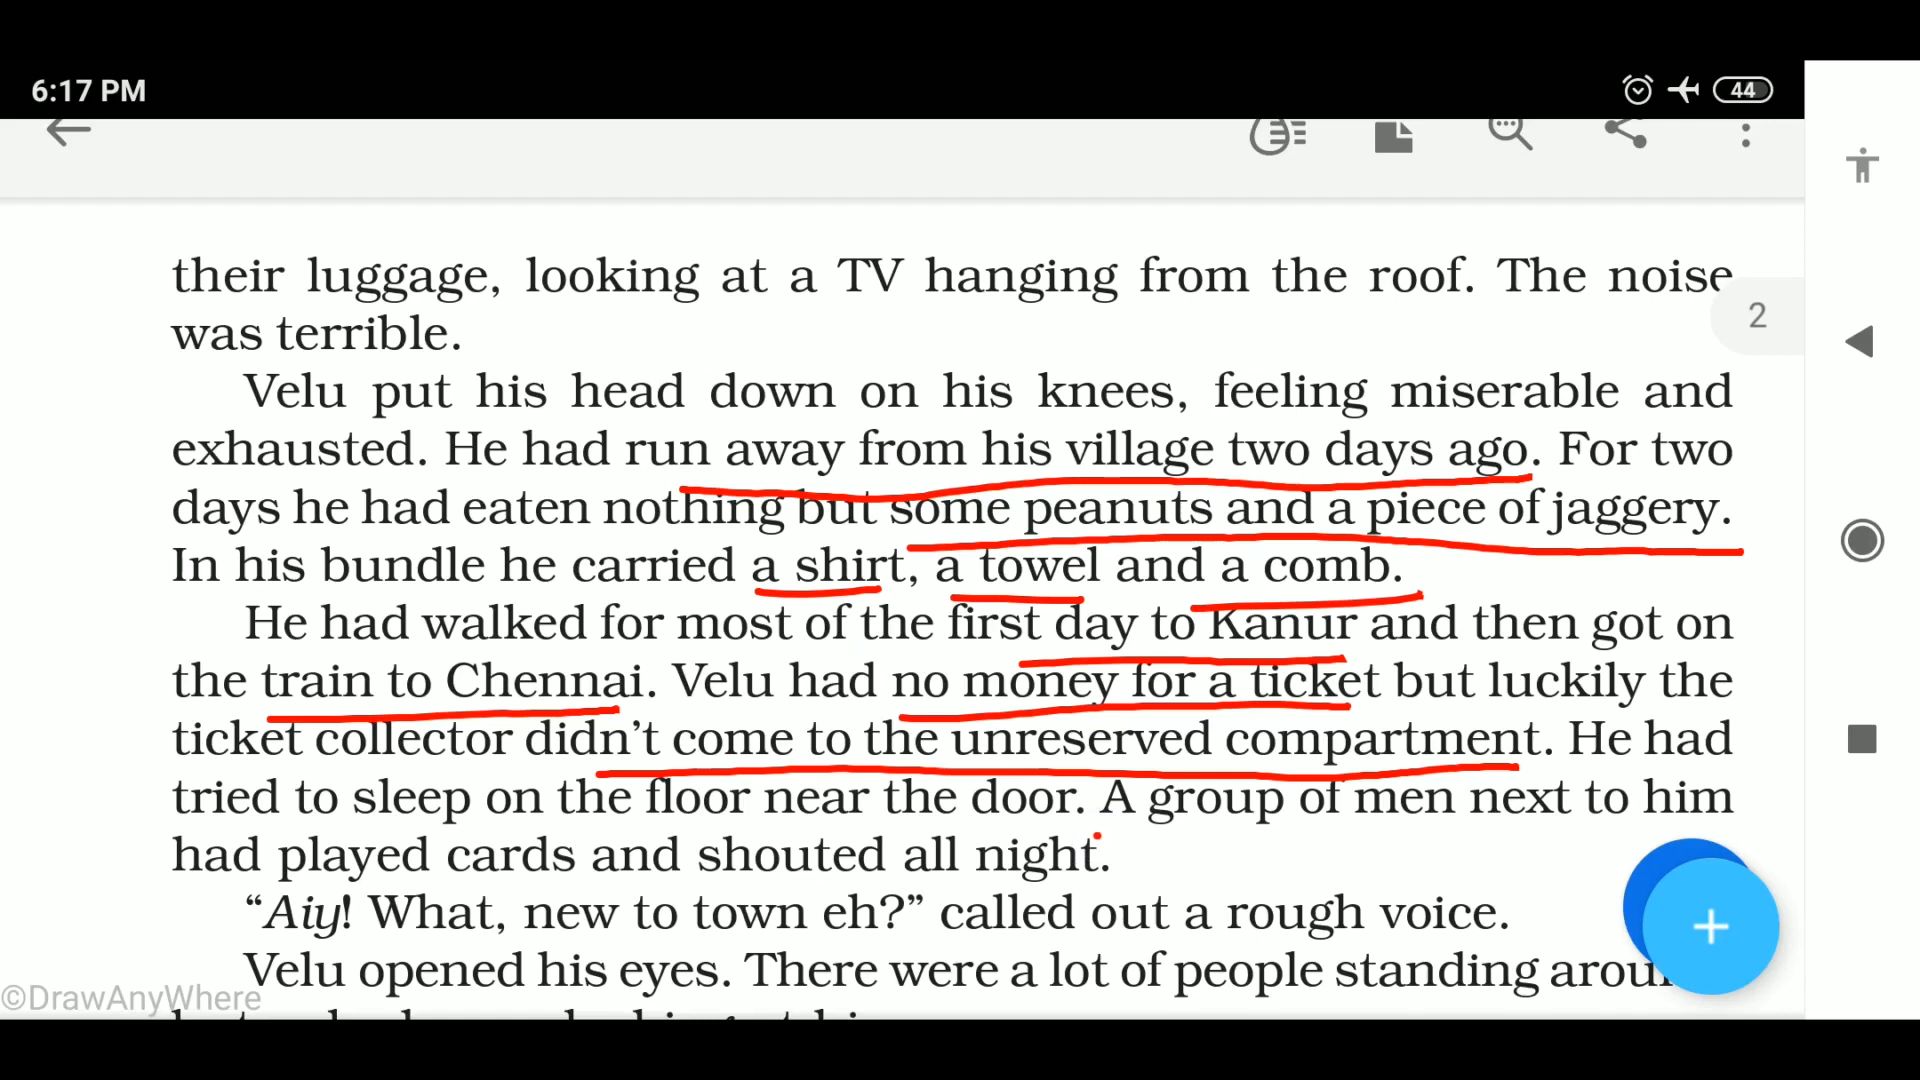 6:17 PM
44
their luggage, looking at a TV hanging from the roof. The noise
was terrible.
2
Velu put his head down on his knees, feeling miserable and
exhausted. He had run away from his village two days ago. For two
days he had eaten nothing but some peanuts and a piece of jaggery.
In his bundle he carried a shirt, a towel and a comb.
He had walked for most of the first day to Kanur and then got on
the train to Chennai. Velu had no money for a ticket but luckily the
ticket collector didn't come to the unreserved compartment. He had
tried to sleep on the floor near the door. A group of men next to him
had played cards and shouted all night.
“Aiy! What, new to town eh?” called out a rough voice.
Velu opened his eyes. There were a lot of people standing
©DrawAnyWhere